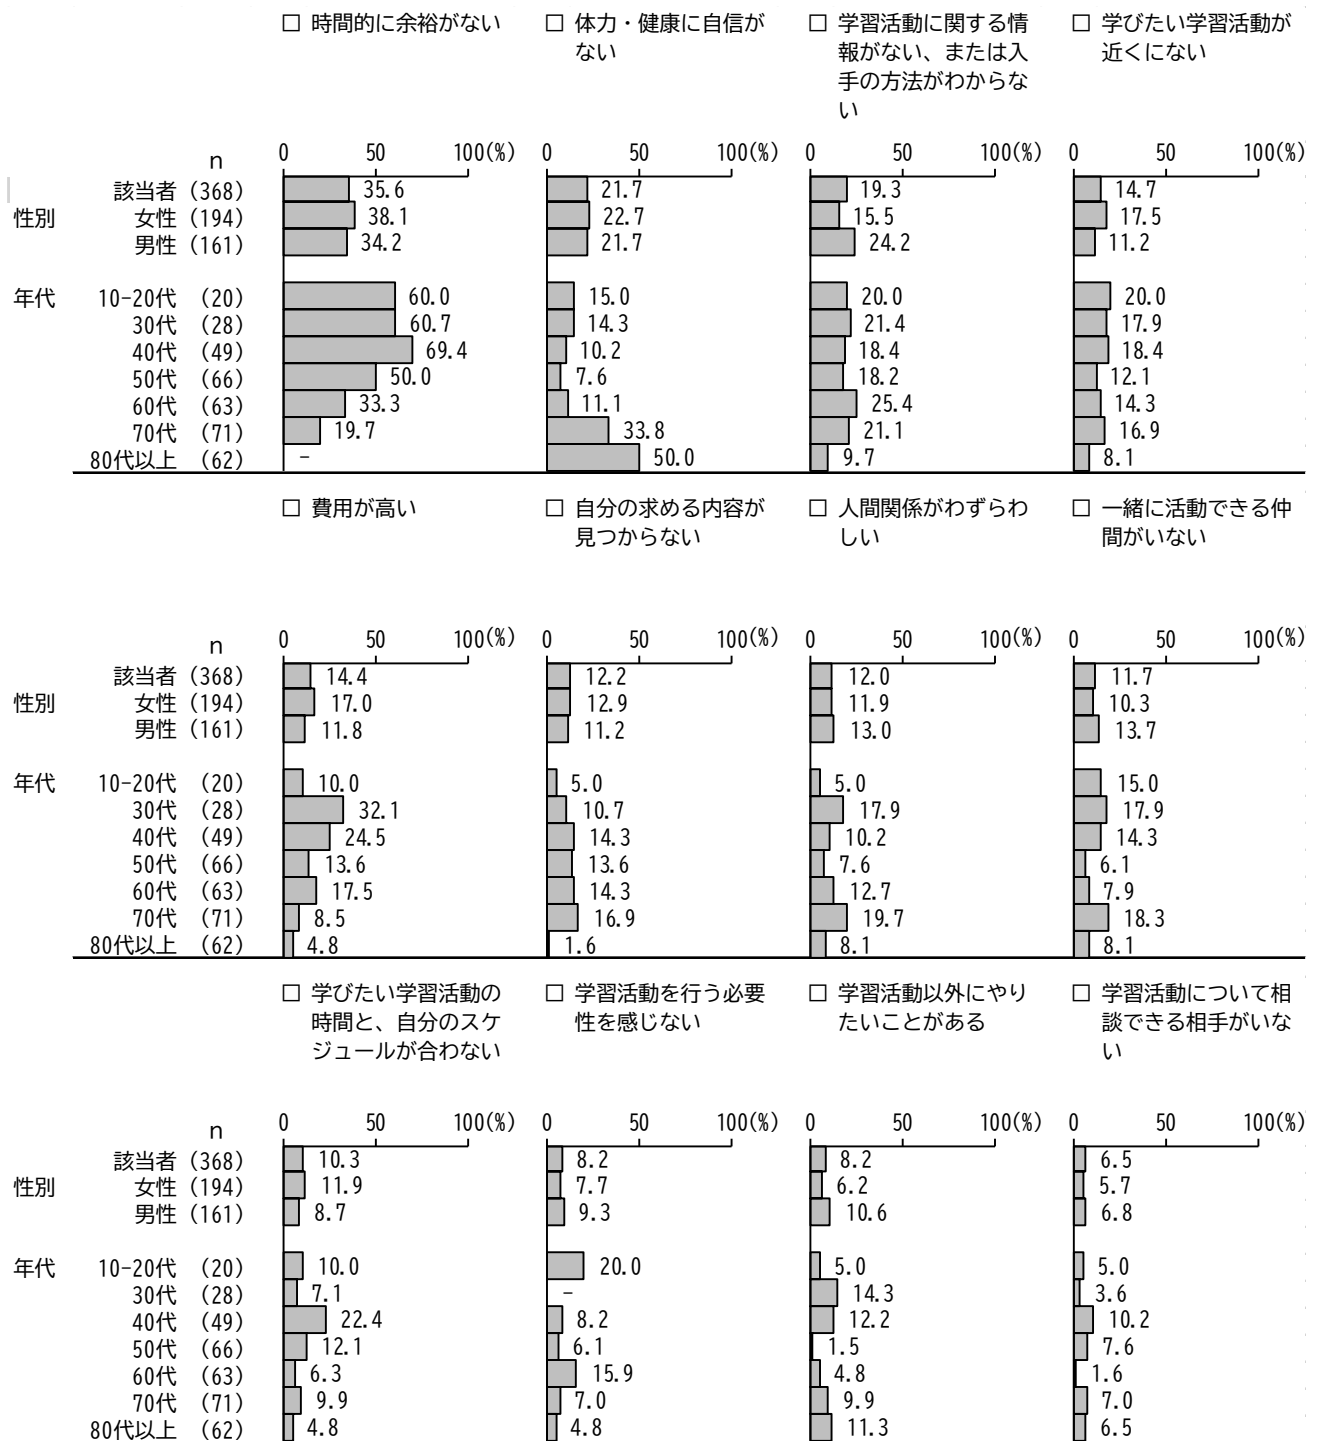 □ 時間的に余裕がない □ 体力・健康に自信が □ 学習活動に関する情 □ 学びたい学習活動が
ない 報がない、または入 近くにない
手の方法がわからな
い
n 0 50 100(%) 0 50 100(%) 0 50 100(%) 0 50 100(%)
該当者 (368) 35.6 21.7 19.3 14.7
性別 女性 (194) 38.1 22.7 15.5 17.5
男性 (161) 34.2 21.7 24.2 11.2
年代 10-20代 (20) 60.0 15.0 20.0 20.0
30代 (28) 60.7 14.3 21.4 17.9
40代 (49) 69.4 10.2 18.4 18.4
50代 (66) 50.0 7.6 18.2 12.1
60代 (63) 33.3 11.1 25.4 14.3
70代 (71) 19.7 33.8 21.1 16.9
80代以上 (62) - 50.0 9.7 8.1
□ 費用が高い □ 自分の求める内容が □ 人間関係がわずらわ □ 一緒に活動できる仲
見つからない しい 間がいない
n 0 50 100(%) 0 50 100(%) 0 50 100(%) 0 50 100(%)
該当者 (368) 14.4 12.2 12.0 11.7
性別 女性 (194) 17.0 12.9 11.9 10.3
男性 (161) 11.8 11.2 13.0 13.7
年代 10-20代 (20) 10.0 5.0 5.0 15.0
30代 (28) 32.1 10.7 17.9 17.9
40代 (49) 24.5 14.3 10.2 14.3
50代 (66) 13.6 13.6 7.6 6.1
60代 (63) 17.5 14.3 12.7 7.9
70代 (71) 8.5 16.9 19.7 18.3
80代以上 (62) 4.8 1.6 8.1 8.1
□ 学びたい学習活動の □ 学習活動を行う必要 □ 学習活動以外にやり □ 学習活動について相
時間と、自分のスケ 性を感じない たいことがある 談できる相手がいな
ジュールが合わない い
n 0 50 100(%) 0 50 100(%) 0 50 100(%) 0 50 100(%)
該当者 (368) 10.3 8.2 8.2 6.5
性別 女性 (194) 11.9 7.7 6.2 5.7
男性 (161) 8.7 9.3 10.6 6.8
年代 10-20代 (20) 10.0 20.0 5.0 5.0
30代 (28) 7.1 - 14.3 3.6
40代 (49) 22.4 8.2 12.2 10.2
50代 (66) 12.1 6.1 1.5 7.6
60代 (63) 6.3 15.9 4.8 1.6
70代 (71) 9.9 7.0 9.9 7.0
80代以上 (62) 4.8 4.8 11.3 6.5